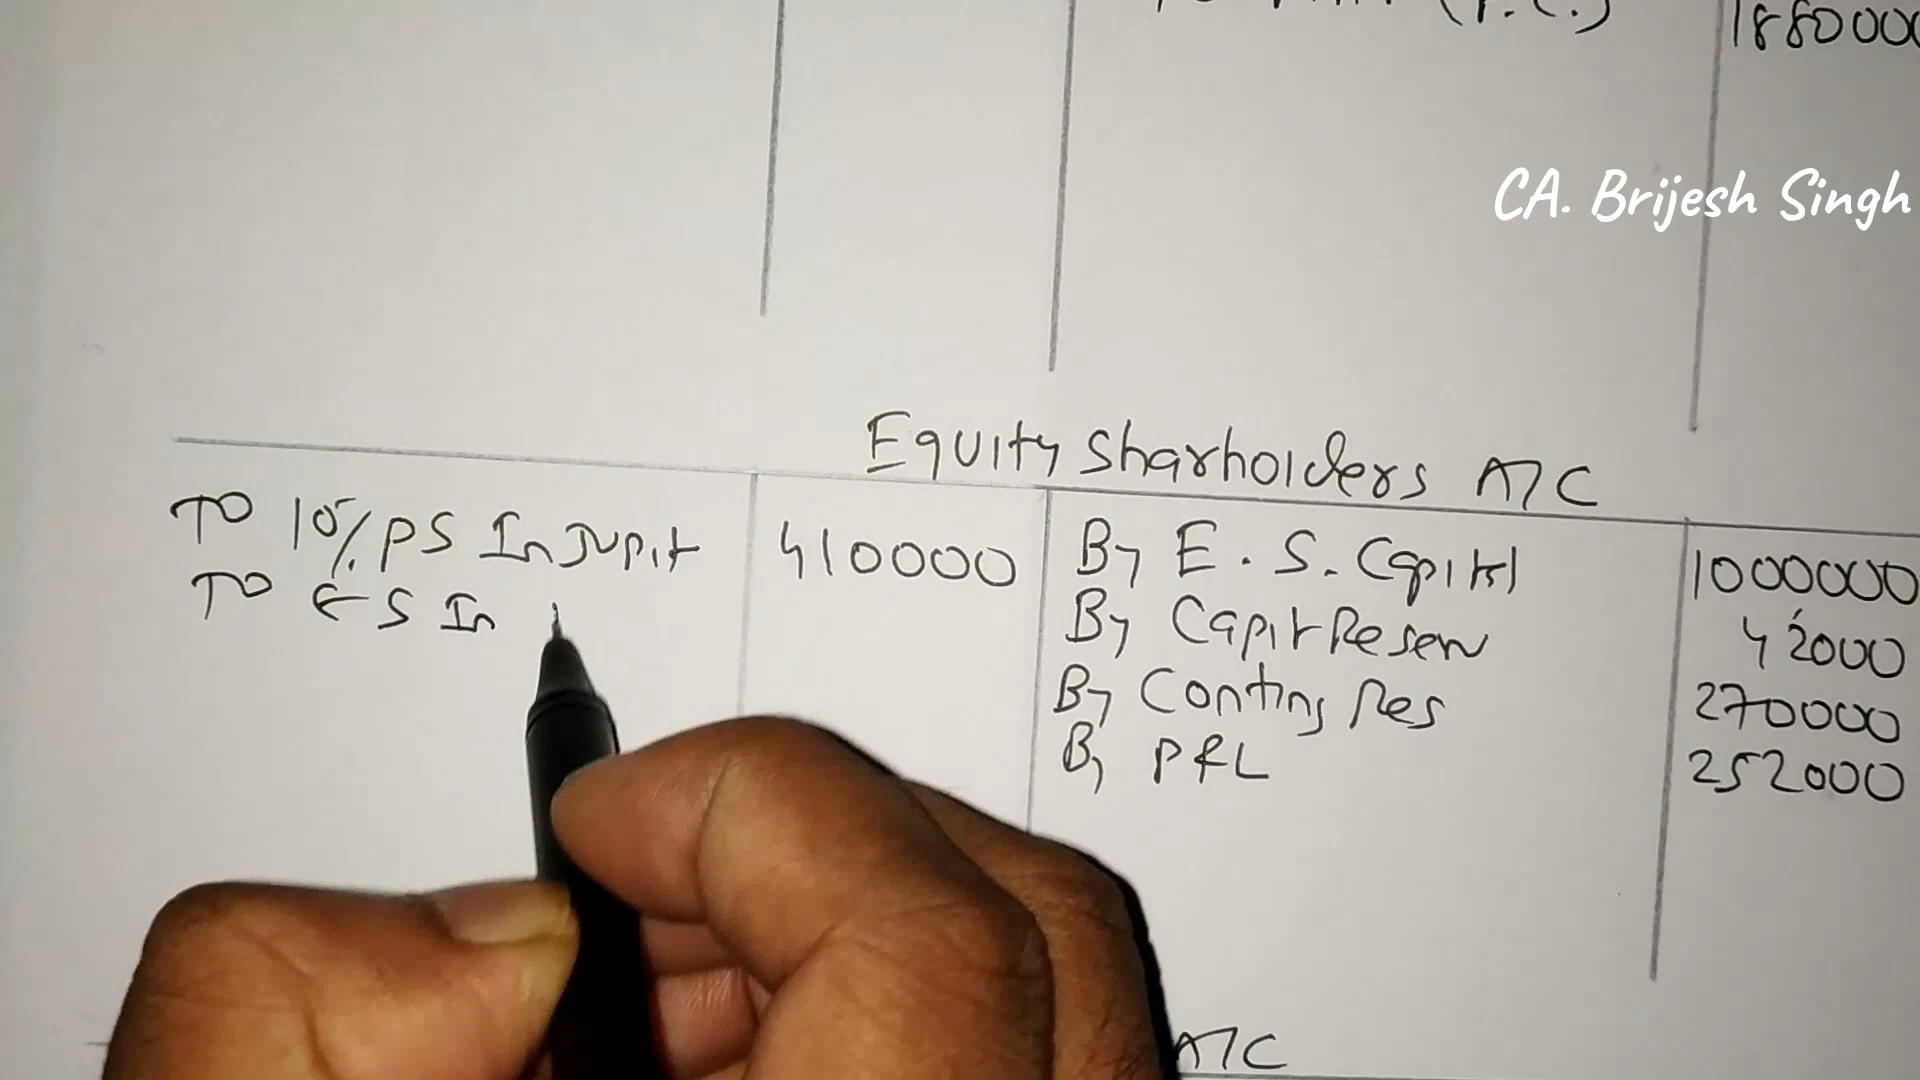 (P.C.) 1880000
CA. Brijesh Singh
Equity Sharholders A/C
To 10% PS In Jupit 410000 By E. S. Capital 1000000
To ES In By Capit Reserv 42000
By Conting Res 270000
By P&L 252000
A/C